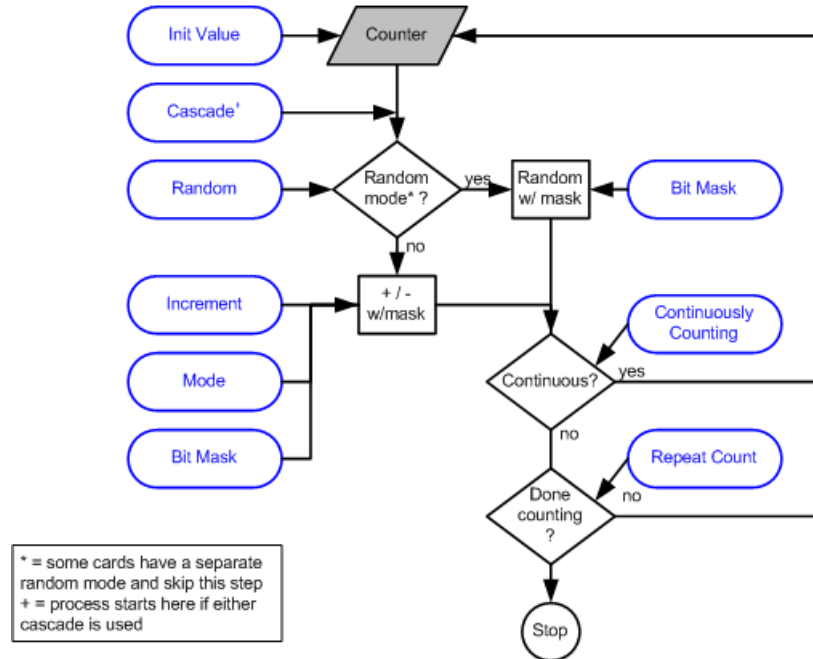 Init Value
Counter
Cascade⁺
Random
Random
mode* ?
yes
Random
w/ mask
Bit Mask
no
Increment
+ / -
w/mask
Continuously
Counting
Mode
Continuous?
yes
Bit Mask
no
Repeat Count
Done
counting
?
no
* = some cards have a separate
random mode and skip this step
+ = process starts here if either
cascade is used
Stop